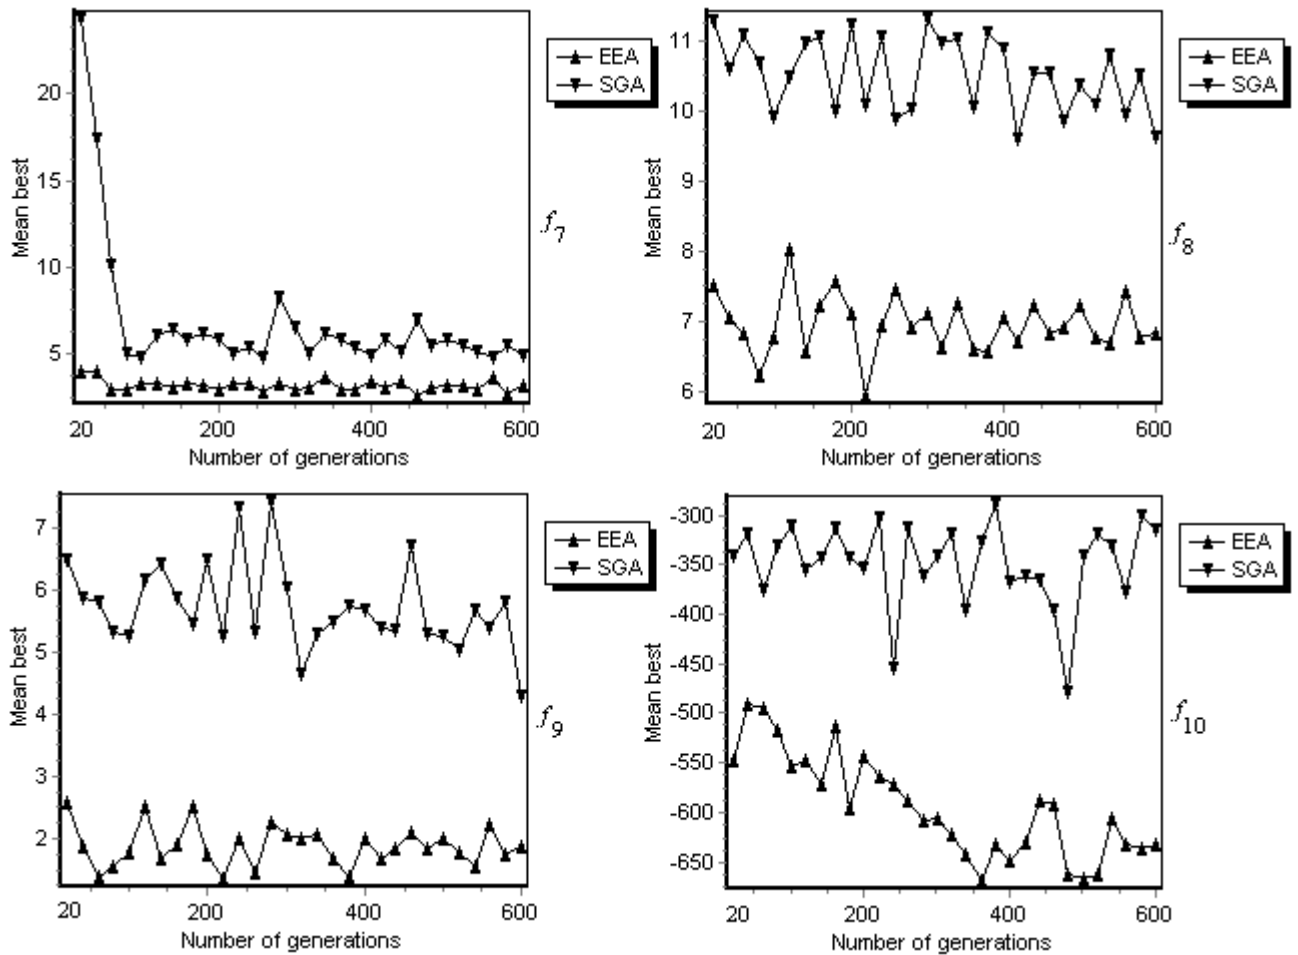 EEA
SGA
20
15
10
5
Mean best
20 200 400 600
Number of generations
f7
EEA
SGA
11
10
9
8
7
6
Mean best
20 200 400 600
Number of generations
f8
EEA
SGA
7
6
5
4
3
2
Mean best
20 200 400 600
Number of generations
f9
EEA
SGA
-300
-350
-400
-450
-500
-550
-600
-650
Mean best
20 200 400 600
Number of generations
f10